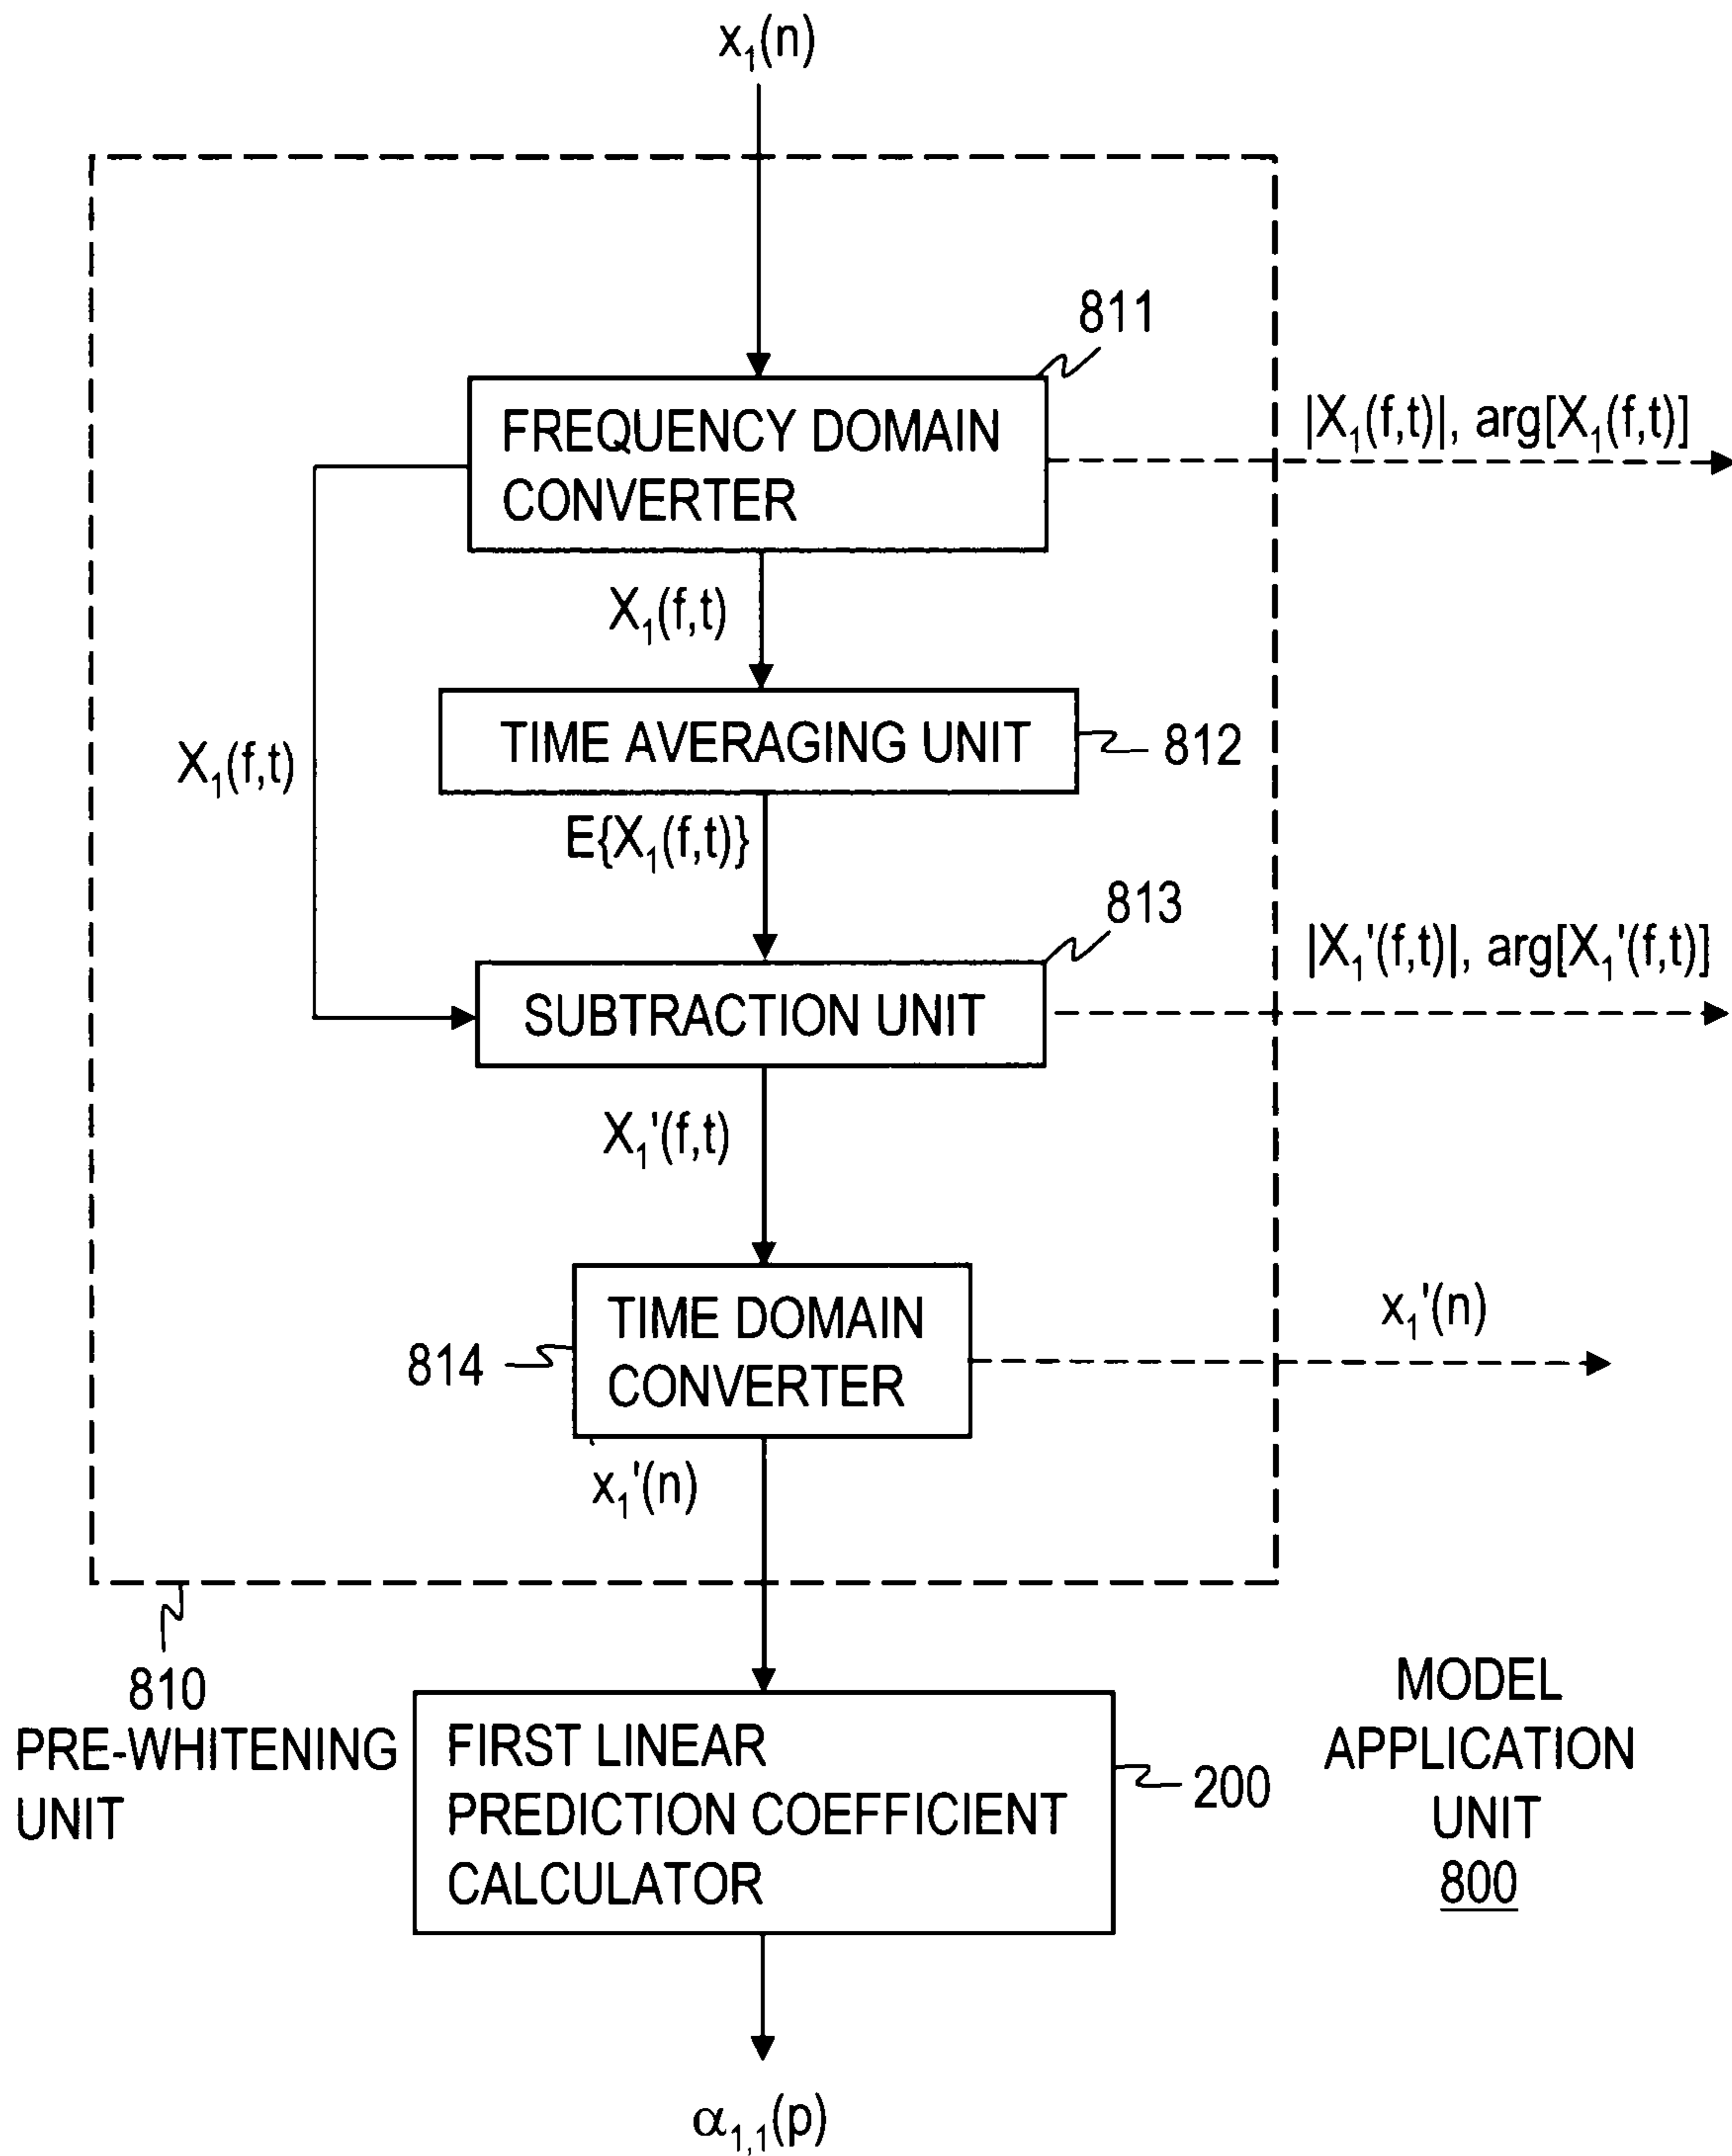 x₁(n)
811
FREQUENCY DOMAIN
CONVERTER
|X₁(f,t)|, arg[X₁(f,t)]
X₁(f,t)
X₁(f,t)
TIME AVERAGING UNIT
812
E{X₁(f,t)}
813
SUBTRACTION UNIT
|X₁'(f,t)|, arg[X₁'(f,t)]
X₁'(f,t)
TIME DOMAIN
CONVERTER
814
x₁'(n)
x₁'(n)
810
PRE-WHITENING
UNIT
FIRST LINEAR
PREDICTION COEFFICIENT
CALCULATOR
200
MODEL
APPLICATION
UNIT
800
α₁,₁(p)